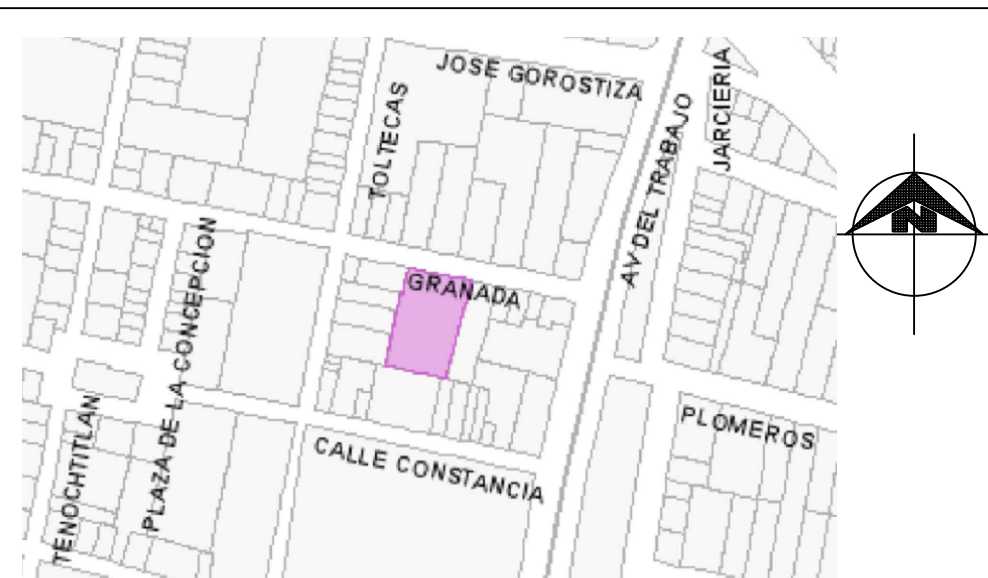 JOSE GOROSTIZA
TOLTECAS
JARCIERIA
AV DEL TRABAJO
N
PLAZA DE LA CONCEPCION
GRANADA
TENOCHTITLAN
CALLE CONSTANCIA
PLOMEROS